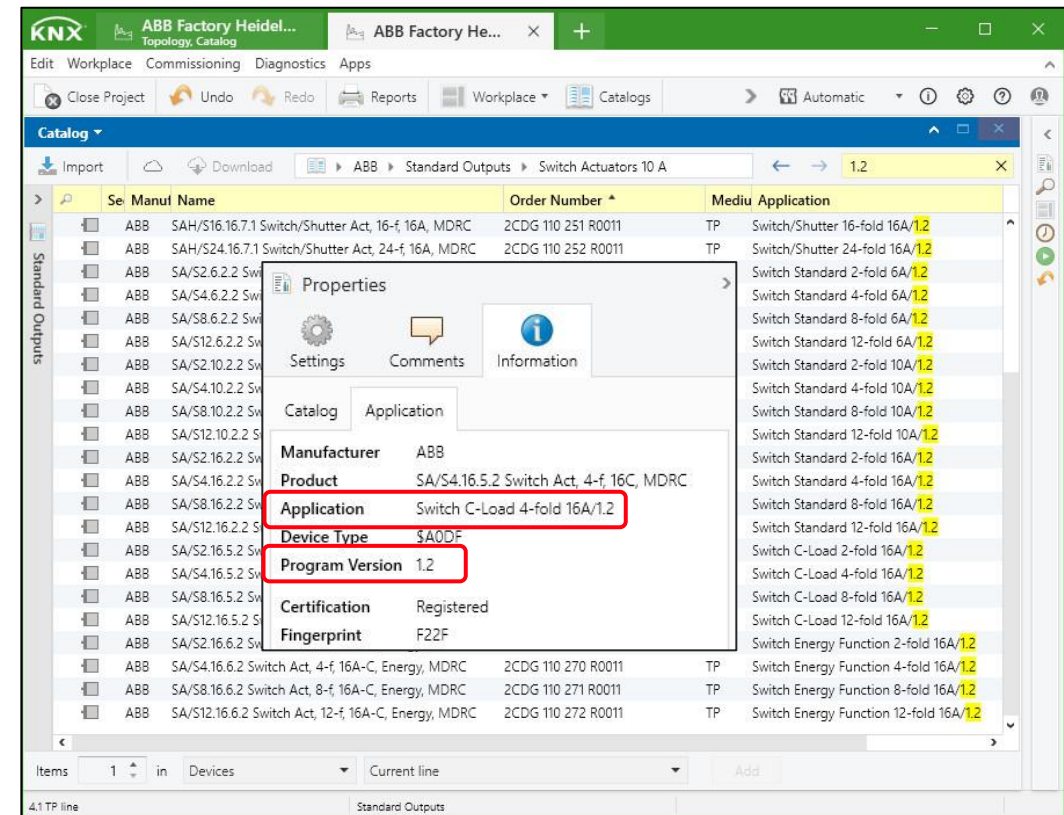 KNX ABB Factory Heidel... ABB Factory He... × +
Topology, Catalog
Edit Workplace Commissioning Diagnostics Apps
Close Project Undo Redo Reports Workplace Catalogs Automatic
Catalog
Import Download ABB Standard Outputs Switch Actuators 10 A 1.2
Se Manuf Name Order Number Mediu Application
ABB SAH/S16.16.7.1 Switch/Shutter Act, 16-f, 16A, MDRC 2CDG 110 251 R0011 TP Switch/Shutter 16-fold 16A/1.2
ABB SAH/S24.16.7.1 Switch/Shutter Act, 24-f, 16A, MDRC 2CDG 110 252 R0011 TP Switch/Shutter 24-fold 16A/1.2
ABB SA/S2.6.2.2 Swi Switch Standard 2-fold 6A/1.2
ABB SA/S4.6.2.2 Swi Switch Standard 4-fold 6A/1.2
ABB SA/S8.6.2.2 Swi Switch Standard 8-fold 6A/1.2
ABB SA/S12.6.2.2 Sw Switch Standard 12-fold 6A/1.2
ABB SA/S2.10.2.2 Sw Switch Standard 2-fold 10A/1.2
ABB SA/S4.10.2.2 Sw Switch Standard 4-fold 10A/1.2
ABB SA/S8.10.2.2 Sw Switch Standard 8-fold 10A/1.2
ABB SA/S12.10.2.2 S Switch Standard 12-fold 10A/1.2
ABB SA/S2.16.2.2 Sw Switch Standard 2-fold 16A/1.2
ABB SA/S4.16.2.2 Sw Switch Standard 4-fold 16A/1.2
ABB SA/S8.16.2.2 Sw Switch Standard 8-fold 16A/1.2
ABB SA/S12.16.2.2 S Switch Standard 12-fold 16A/1.2
ABB SA/S2.16.5.2 Sw Switch C-Load 2-fold 16A/1.2
ABB SA/S4.16.5.2 Sw Switch C-Load 4-fold 16A/1.2
ABB SA/S8.16.5.2 Sw Switch C-Load 8-fold 16A/1.2
ABB SA/S12.16.5.2 S Switch C-Load 12-fold 16A/1.2
ABB SA/S2.16.6.2 Sw Switch Energy Function 2-fold 16A/1.2
ABB SA/S4.16.6.2 Switch Act, 4-f, 16A-C, Energy, MDRC 2CDG 110 270 R0011 TP Switch Energy Function 4-fold 16A/1.2
ABB SA/S8.16.6.2 Switch Act, 8-f, 16A-C, Energy, MDRC 2CDG 110 271 R0011 TP Switch Energy Function 8-fold 16A/1.2
ABB SA/S12.16.6.2 Switch Act, 12-f, 16A-C, Energy, MDRC 2CDG 110 272 R0011 TP Switch Energy Function 12-fold 16A/1.2
Standard Outputs
Properties
Settings Comments Information
Catalog Application
Manufacturer ABB
Product SA/S4.16.5.2 Switch Act, 4-f, 16C, MDRC
Application Switch C-Load 4-fold 16A/1.2
Device Type $A0DF
Program Version 1.2
Certification Registered
Fingerprint F22F
Items 1 in Devices Current line Add
4.1 TP line Standard Outputs